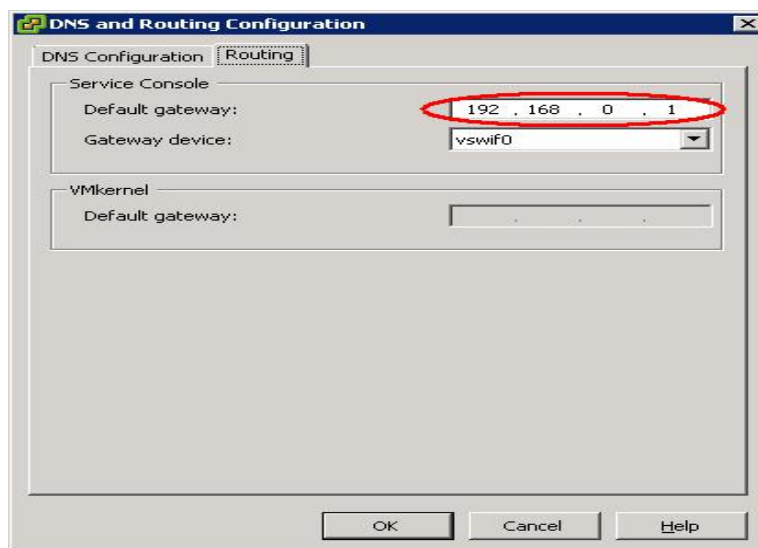 DNS and Routing Configuration
DNS Configuration Routing
Service Console
Default gateway: 192 . 168 . 0 . 1
Gateway device: vswif0
VMkernel
Default gateway: . . .
OK Cancel Help